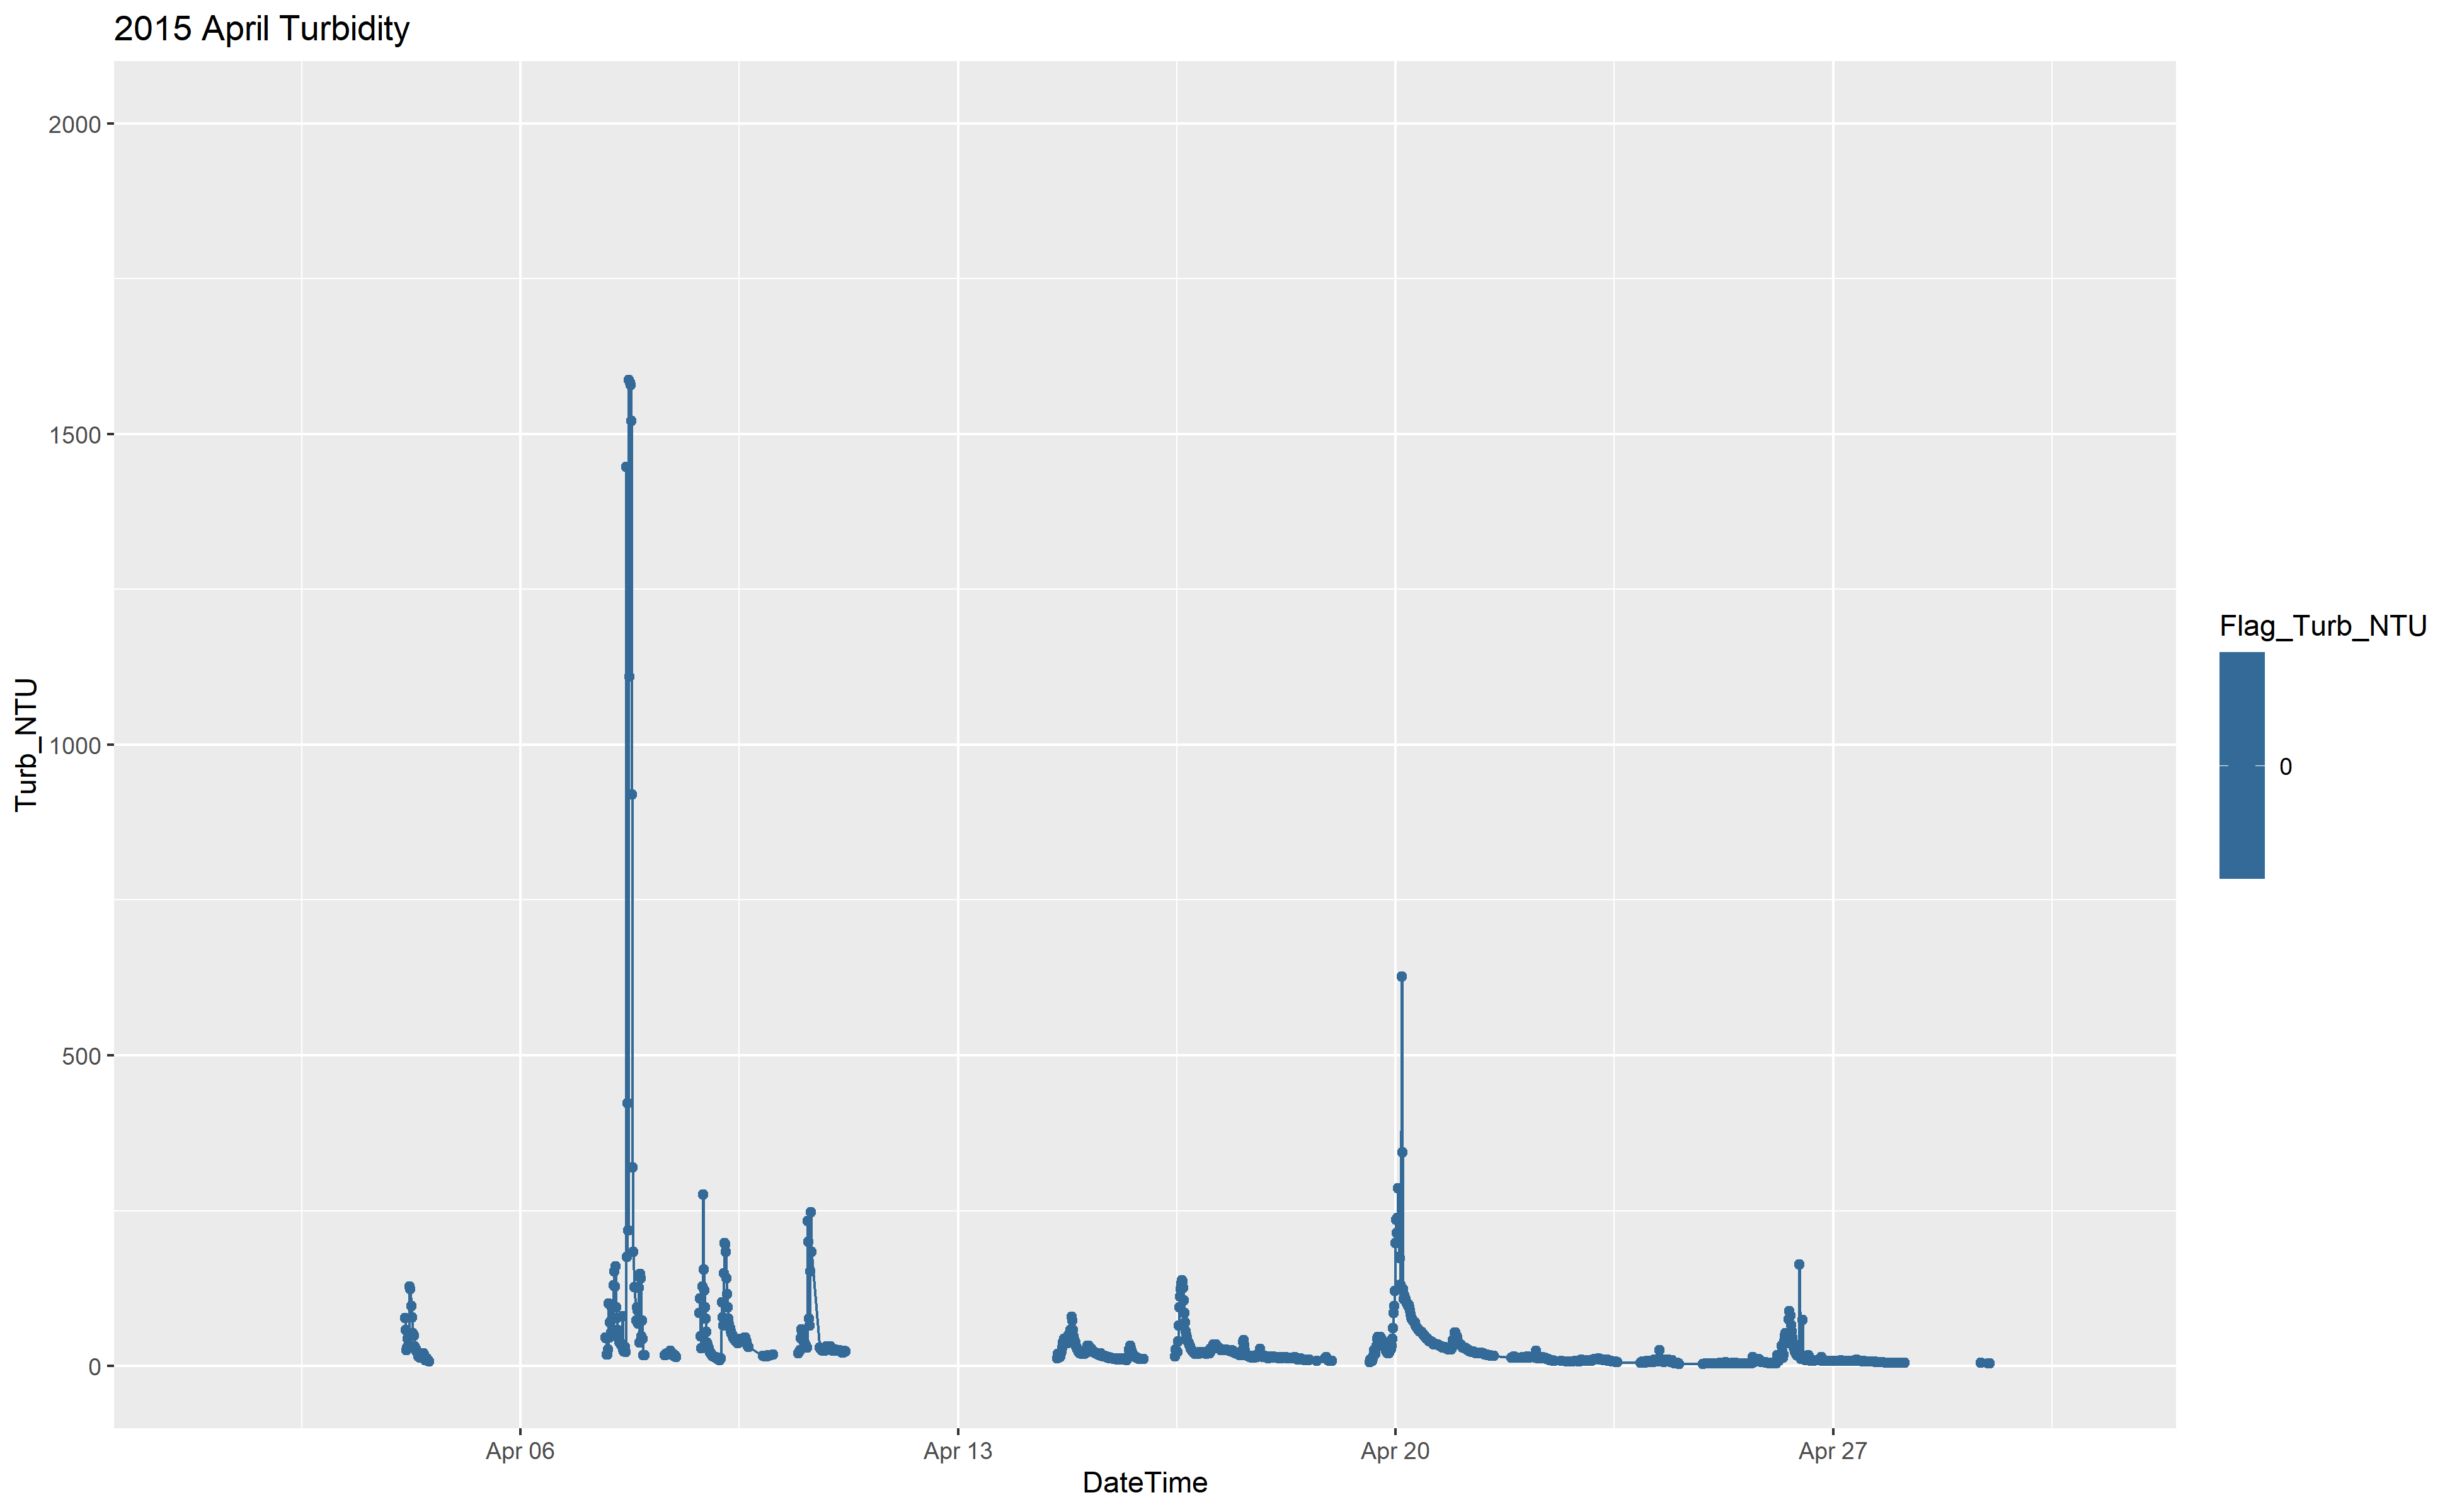 2015 April Turbidity
2000
1500
1000
500
0
Turb_NTU
Apr 06
Apr 13
Apr 20
Apr 27
DateTime
Flag_Turb_NTU
0